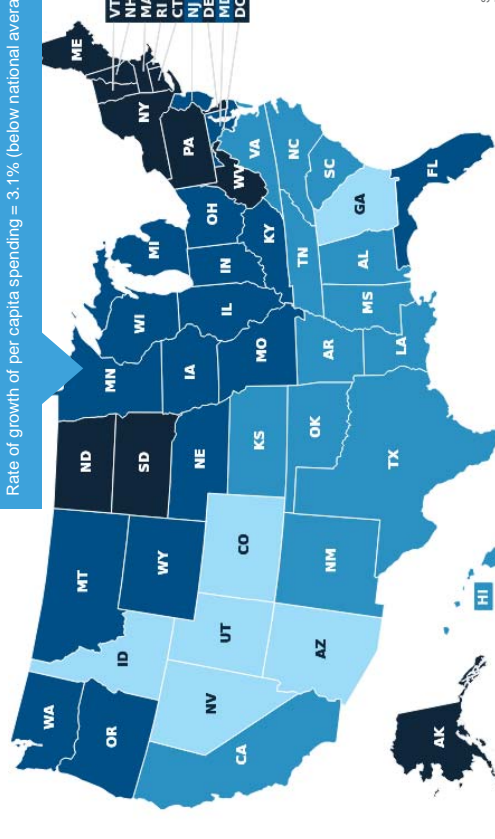 Rate of growth of per capita spending = 3.1% (below national avera
VT
NH
MA
RI
CT
NJ
DE
MD
DC
ME
NY
PA
WV
VA
NC
SC
GA
FL
OH
MI
IN
KY
TN
AL
MS
WI
IL
MN
IA
MO
AR
LA
ND
SD
NE
KS
OK
TX
MT
WY
CO
NM
ID
UT
AZ
WA
OR
NV
CA
AK
HI